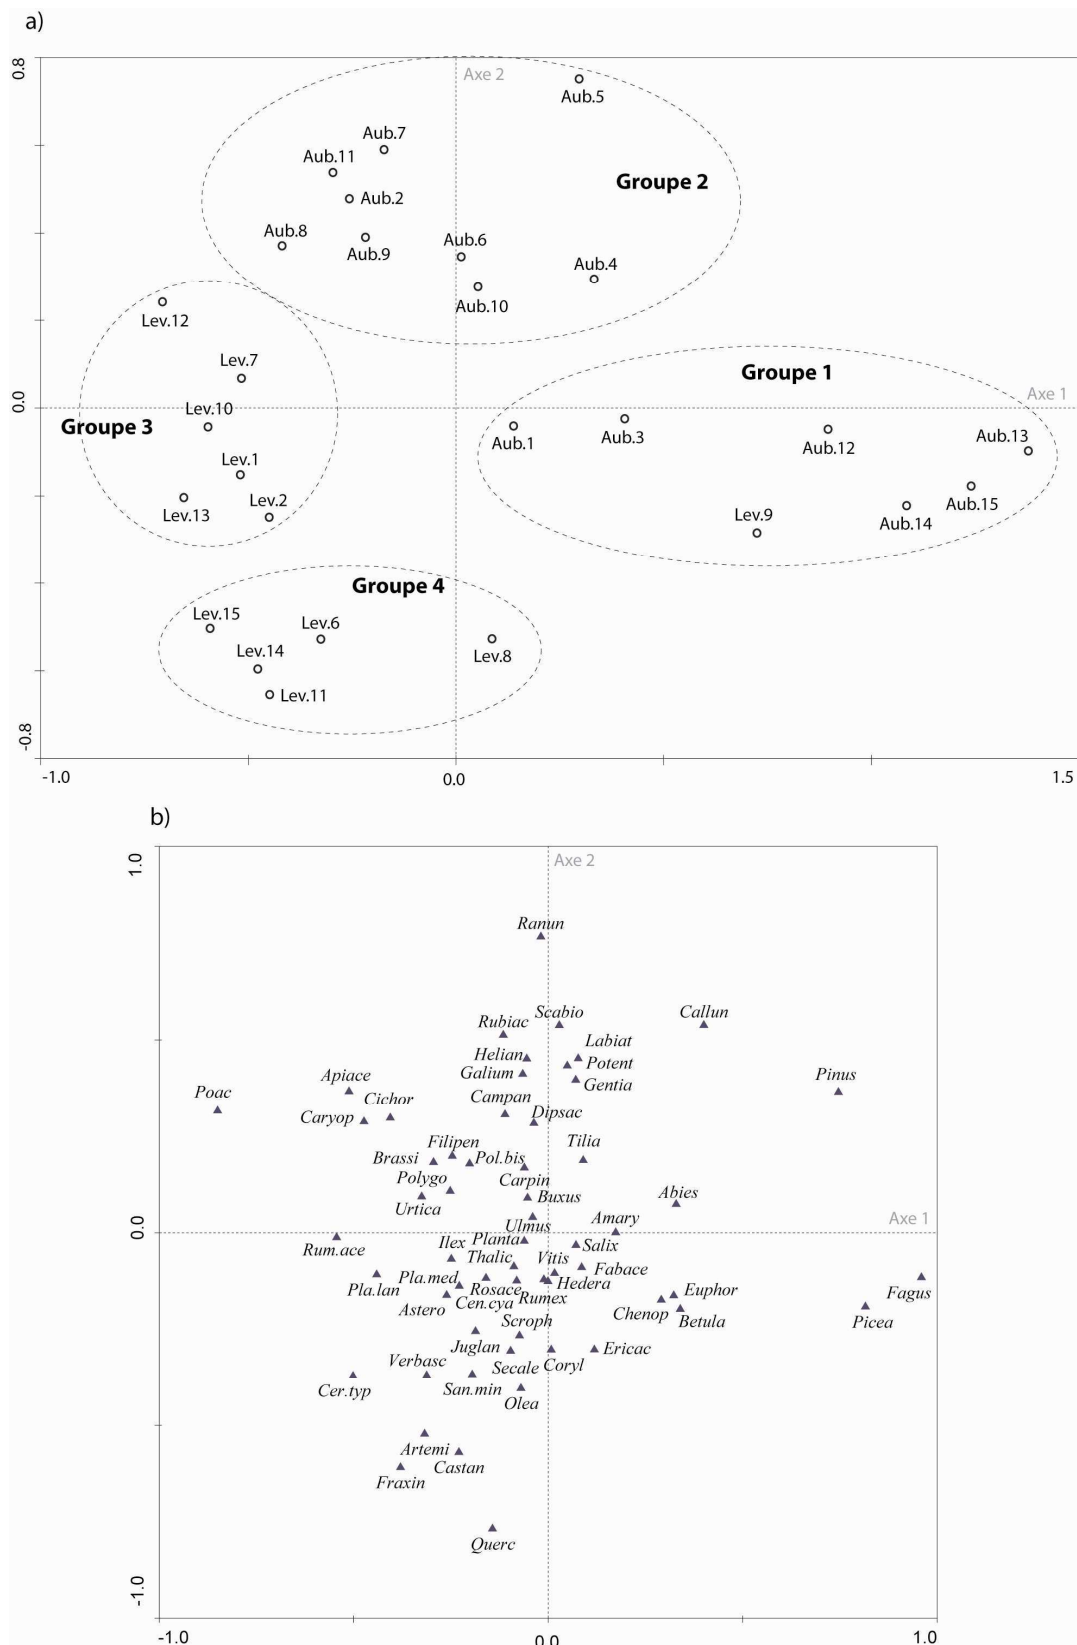 a)
0.8
Axe 2
Aub.5
Aub.7
Aub.11
Groupe 2
Aub.2
Aub.8
Aub.6
Aub.9
Aub.4
Aub.10
Lev.12
Lev.7
Groupe 1
Axe 1
0.0
Lev.10
Groupe 3
Aub.1
Aub.3
Aub.12
Aub.13
Lev.1
Lev.13
Lev.2
Lev.9
Aub.14
Aub.15
Groupe 4
Lev.15
Lev.6
Lev.14
Lev.8
Lev.11
-0.8
-1.0
0.0
1.5
b)
1.0
Axe 2
Ranun
Scabio
Callun
Rubiac
Labiat
Helian
Potent
Galium
Gentia
Apiace
Pinus
Poac
Cichor
Campan
Caryop
Dipsac
Filipen
Tilia
Brassi
Pol.bis
Polygo
Carpin
Abies
Urtica
Buxus
Ulmus
Amary
Axe 1
0.0
Rum.ace
Ilex
Planta
Salix
Thalic
Vitis
Fabace
Pla.lan
Pla.med
Rosace
Hedera
Fagus
Astero
Cen.cya
Rumex
Euphor
Chenop
Betula
Picea
Scroph
Juglan
Ericac
Verbasc
Secale
Coryl
Cer.typ
San.min
Olea
Artemi
Castan
Fraxin
Querc
-1.0
-1.0
0.0
1.0